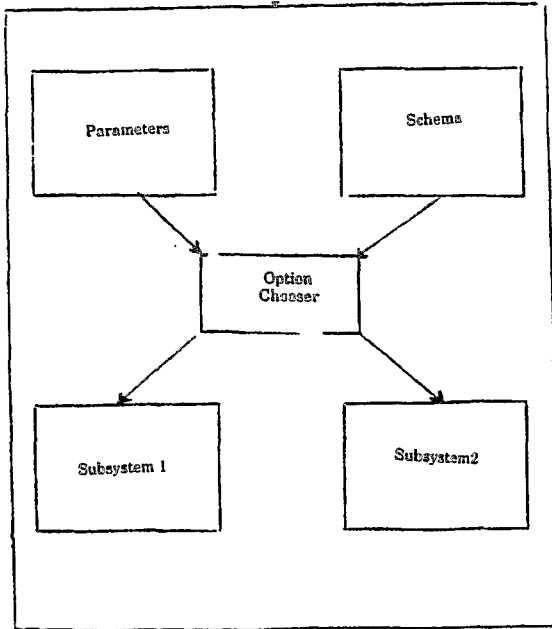 Parameters
Schema
Option
Chooser
Subsystem 1
Subsystem2